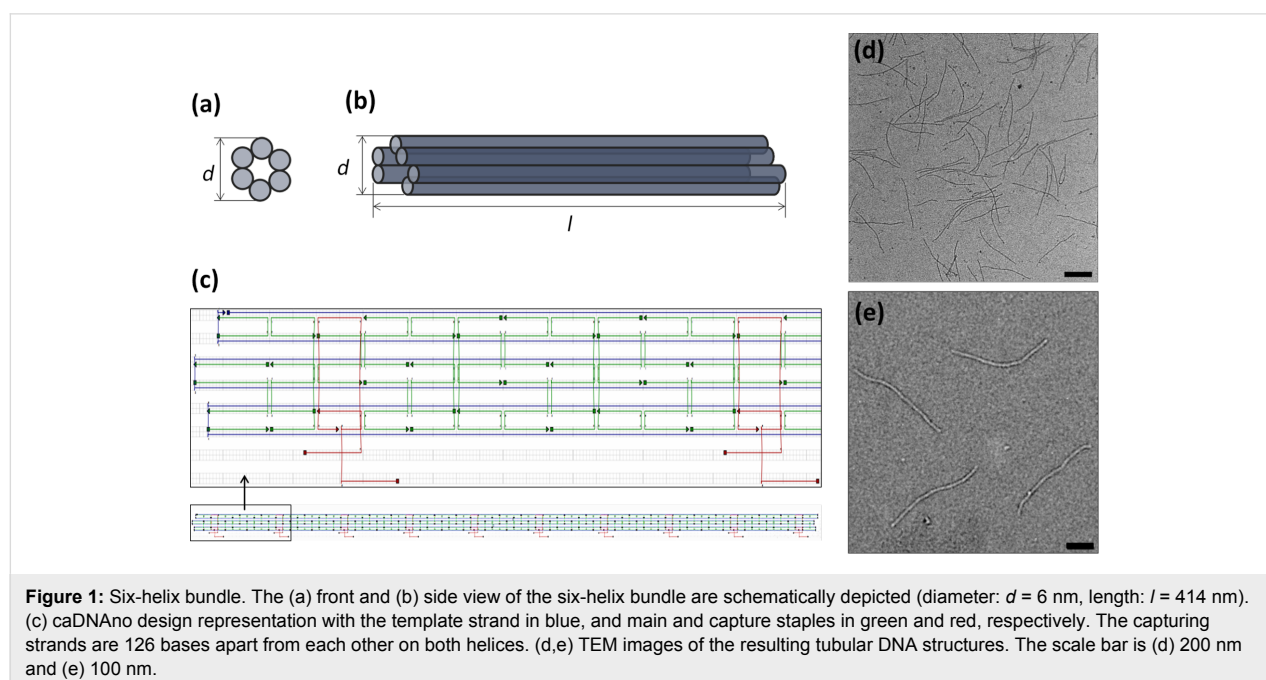 (a)
(b)
(d)
d
d
l
(c)
(e)
Figure 1: Six-helix bundle. The (a) front and (b) side view of the six-helix bundle are schematically depicted (diameter: d = 6 nm, length: l = 414 nm).
(c) caDNAno design representation with the template strand in blue, and main and capture staples in green and red, respectively. The capturing
strands are 126 bases apart from each other on both helices. (d,e) TEM images of the resulting tubular DNA structures. The scale bar is (d) 200 nm
and (e) 100 nm.